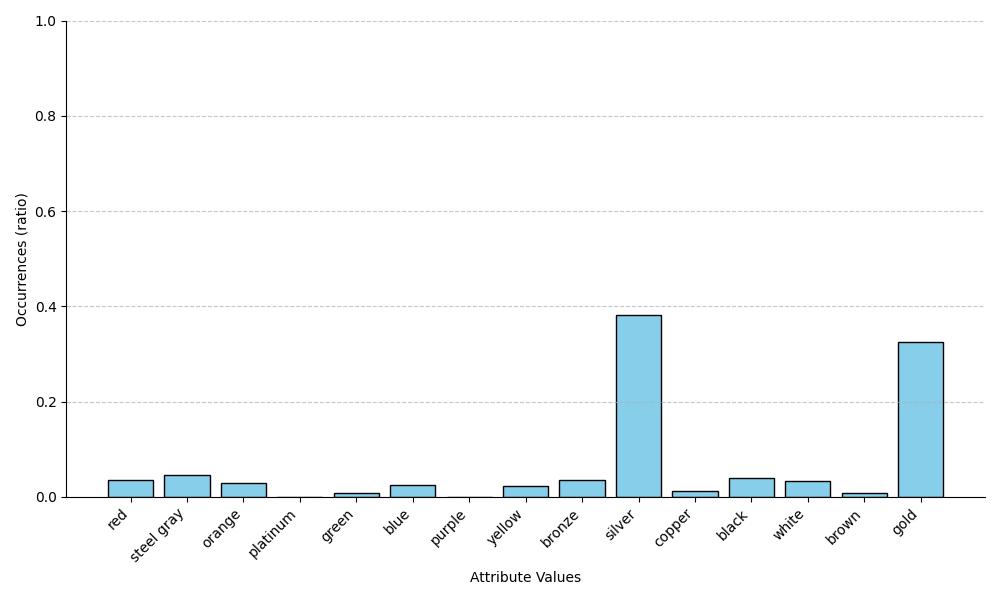 1.0
0.8
0.6
0.4
0.2
0.0
Occurrences (ratio)
red
steel gray
orange
platinum
green
blue
purple
yellow
bronze
silver
copper
black
white
brown
gold
Attribute Values